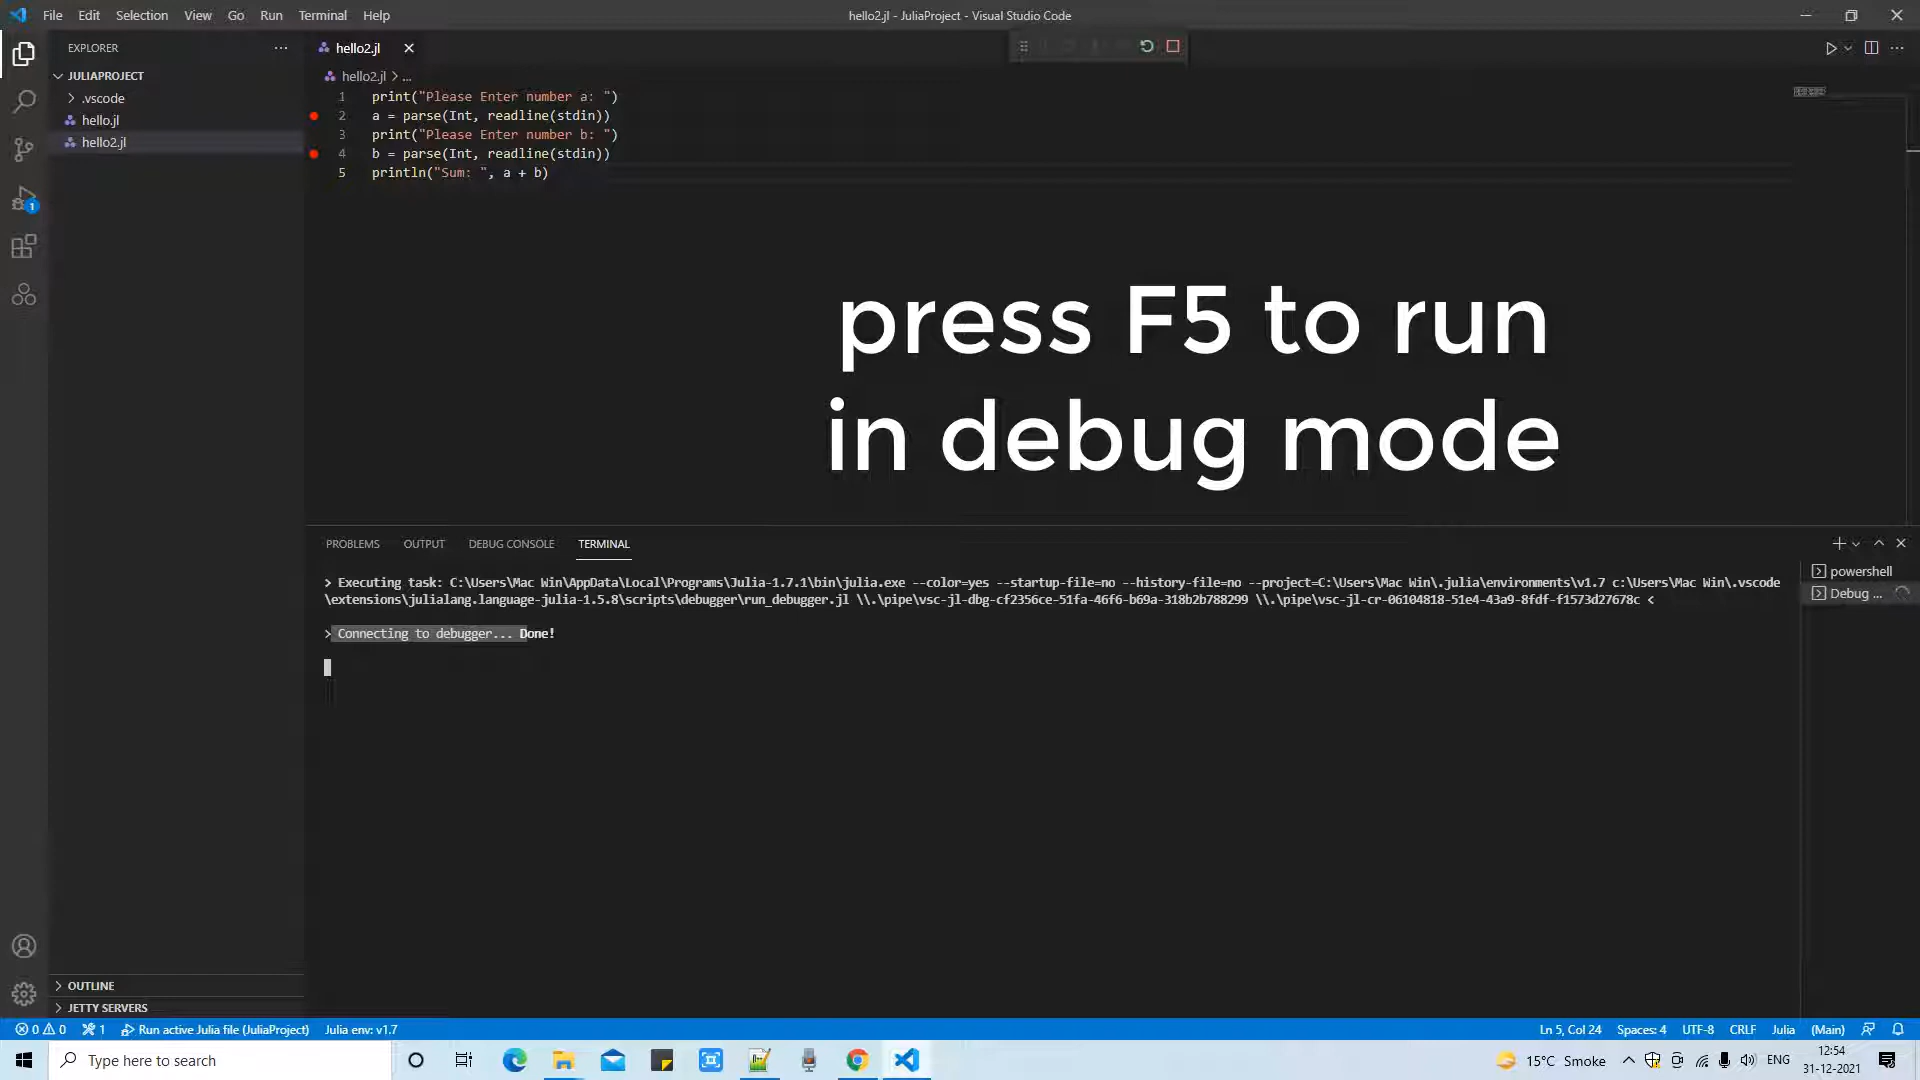 File Edit Selection View Go Run Terminal Help
hello2.jl - JuliaProject - Visual Studio Code
EXPLORER
hello2.jl
JULIAPROJECT
.vscode
hello.jl
hello2.jl
hello2.jl > ...
1 print("Please Enter number a: ")
2 a = parse(Int, readline(stdin))
3 print("Please Enter number b: ")
4 b = parse(Int, readline(stdin))
5 println("Sum: ", a + b)
1
press F5 to run
in debug mode
PROBLEMS OUTPUT DEBUG CONSOLE TERMINAL
> Executing task: C:\Users\Mac Win\AppData\Local\Programs\Julia-1.7.1\bin\julia.exe --color=yes --startup-file=no --history-file=no --project=C:\Users\Mac Win\.julia\environments\v1.7 c:\Users\Mac Win\.vscode
\extensions\julialang.language-julia-1.5.8\scripts\debugger\run_debugger.jl \\.\pipe\vsc-jl-dbg-cf2356ce-51fa-46f6-b69a-318b2b788299 \\.\pipe\vsc-jl-cr-06104818-51e4-43a9-8fdf-f1573d27678c <
> Connecting to debugger... Done!
powershell
Debug ...
OUTLINE
JETTY SERVERS
0 0 1 Run active Julia file (JuliaProject) Julia env: v1.7
Ln 5, Col 24 Spaces: 4 UTF-8 CRLF Julia (Main)
Type here to search
15°C Smoke
ENG
12:54
31-12-2021